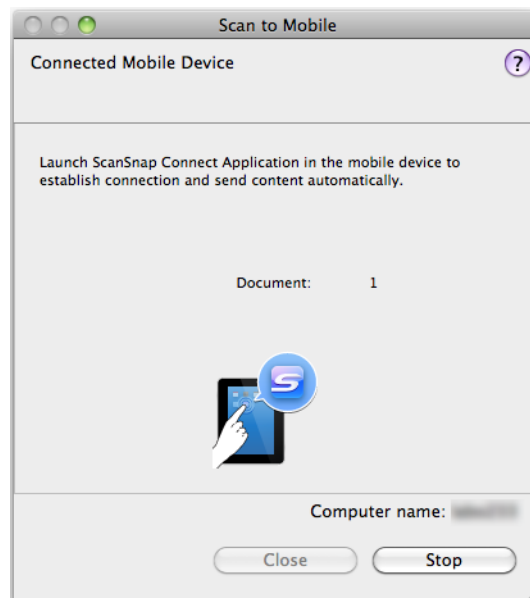 Scan to Mobile
Connected Mobile Device
?
Launch ScanSnap Connect Application in the mobile device to
establish connection and send content automatically.
Document: 1
S
Computer name:
Close Stop